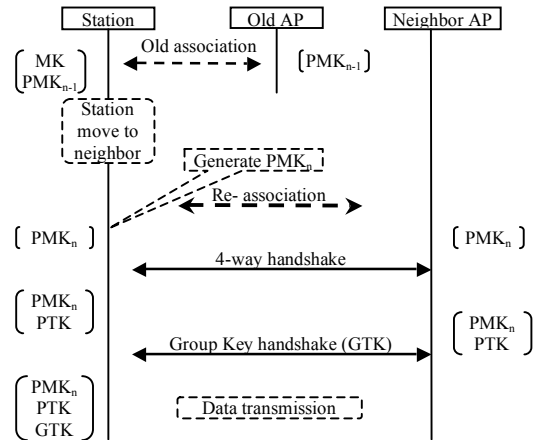 Station
Old AP
Neighbor AP
Old association
MK
PMKn-1
[PMKn-1]
Station
move to
neighbor
Generate PMKn
Re- association
[PMKn]
[PMKn]
4-way handshake
PMKn
PTK
PMKn
PTK
Group Key handshake (GTK)
PMKn
PTK
GTK
Data transmission